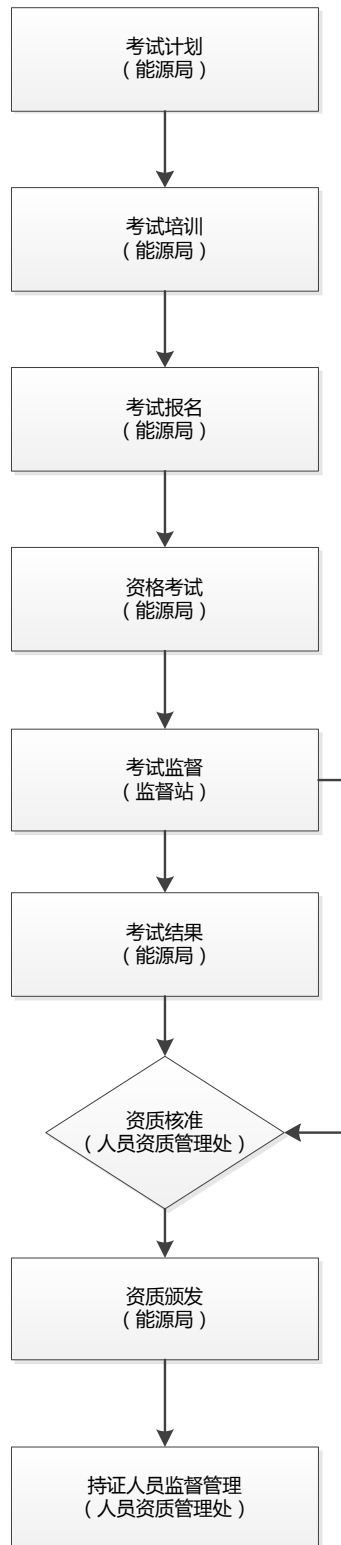 考试计划
（能源局）
考试培训
（能源局）
考试报名
（能源局）
资格考试
（能源局）
考试监督
（监督站）
考试结果
（能源局）
资质核准
（人员资质管理处）
资质颁发
（能源局）
持证人员监督管理
（人员资质管理处）